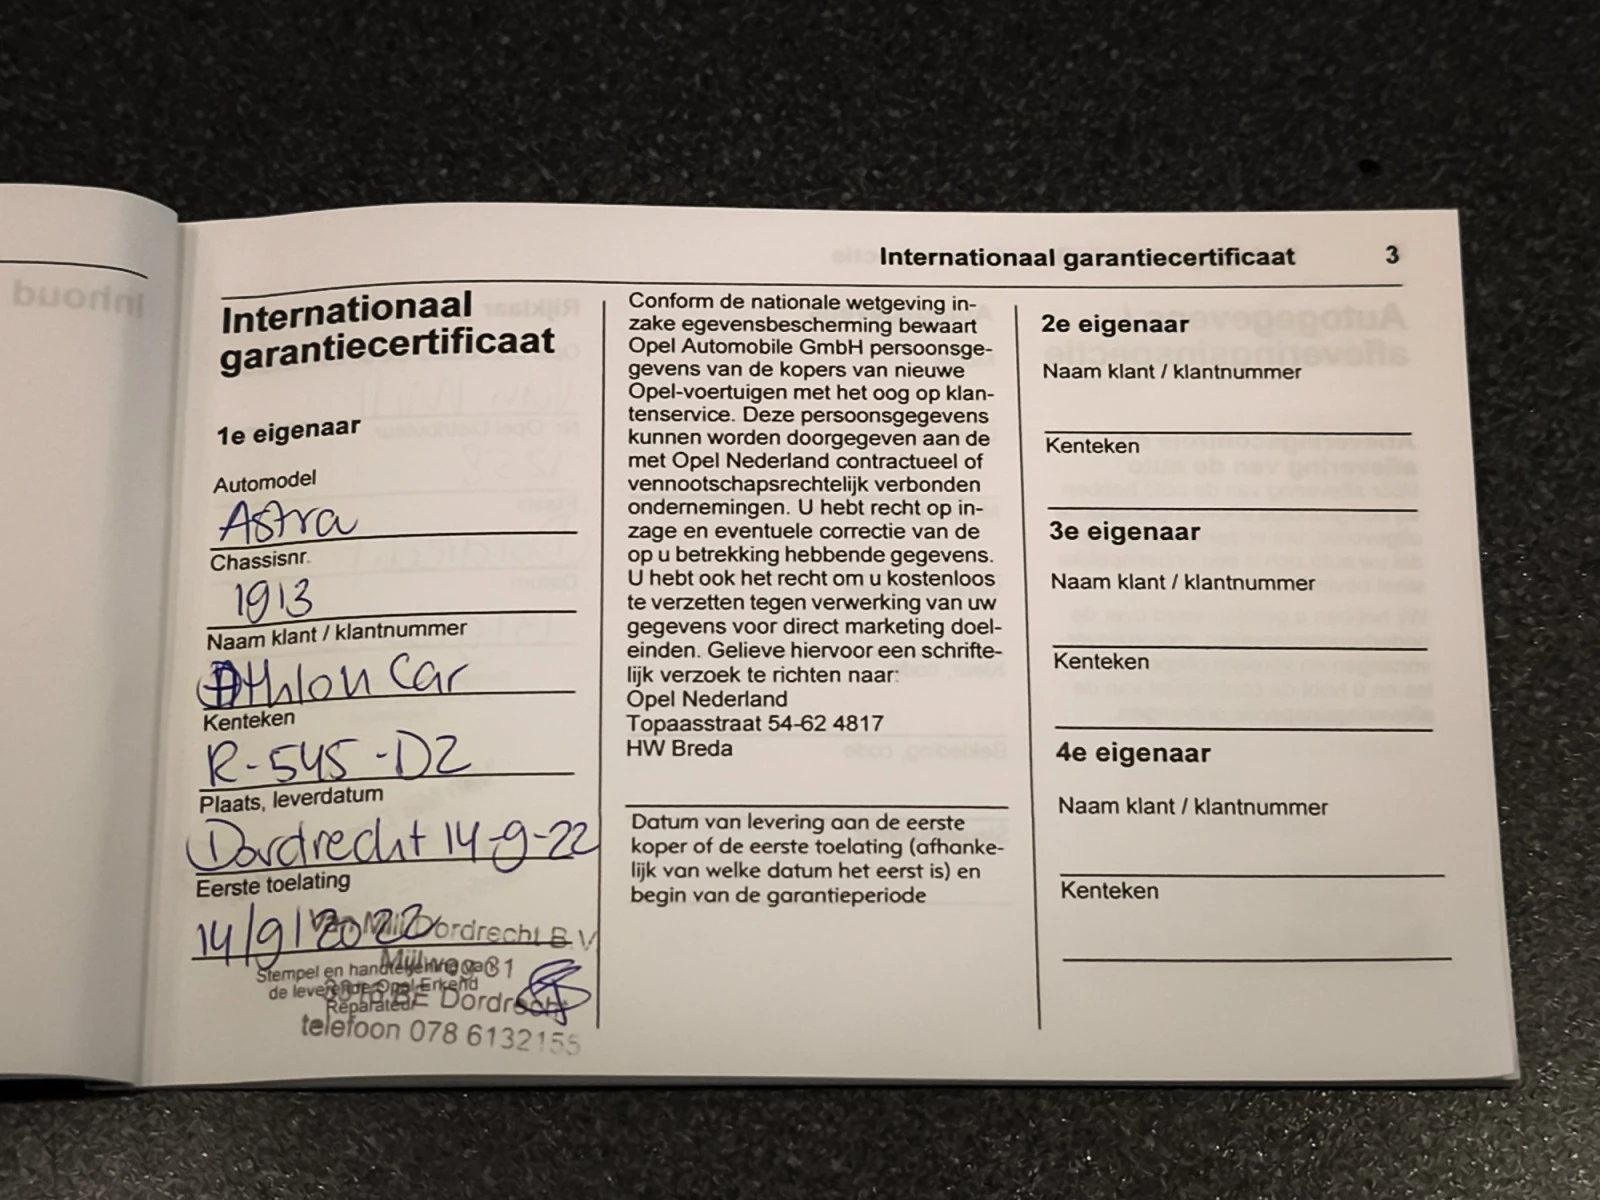 Inhoud
Internationaal garantiecertificaat 3
Internationaal
garantiecertificaat
1e eigenaar
Automodel
Astra
Chassisnr.
1913
Naam klant / klantnummer
Athlon Car
Kenteken
R-545-DZ
Plaats, leverdatum
Dordrecht 14-9-22
Eerste toelating
14/9/2022
Van Mill Dordrecht B.V
Mijlweg 81
Stempel en handtekening van
de leverende Opel Erkend
Reparateur
BE Dordrecht
telefoon 078 6132155
Conform de nationale wetgeving in-
zake egevensbescherming bewaart
Opel Automobile GmbH persoonsge-
gevens van de kopers van nieuwe
Opel-voertuigen met het oog op klan-
tenservice. Deze persoonsgegevens
kunnen worden doorgegeven aan de
met Opel Nederland contractueel of
vennootschapsrechtelijk verbonden
ondernemingen. U hebt recht op in-
zage en eventuele correctie van de
op u betrekking hebbende gegevens.
U hebt ook het recht om u kostenloos
te verzetten tegen verwerking van uw
gegevens voor direct marketing doel-
einden. Gelieve hiervoor een schrifte-
lijk verzoek te richten naar:
Opel Nederland
Topaasstraat 54-62 4817
HW Breda
Datum van levering aan de eerste
koper of de eerste toelating (afhanke-
lijk van welke datum het eerst is) en
begin van de garantieperiode
2e eigenaar
Naam klant / klantnummer
Kenteken
3e eigenaar
Naam klant / klantnummer
Kenteken
4e eigenaar
Naam klant / klantnummer
Kenteken